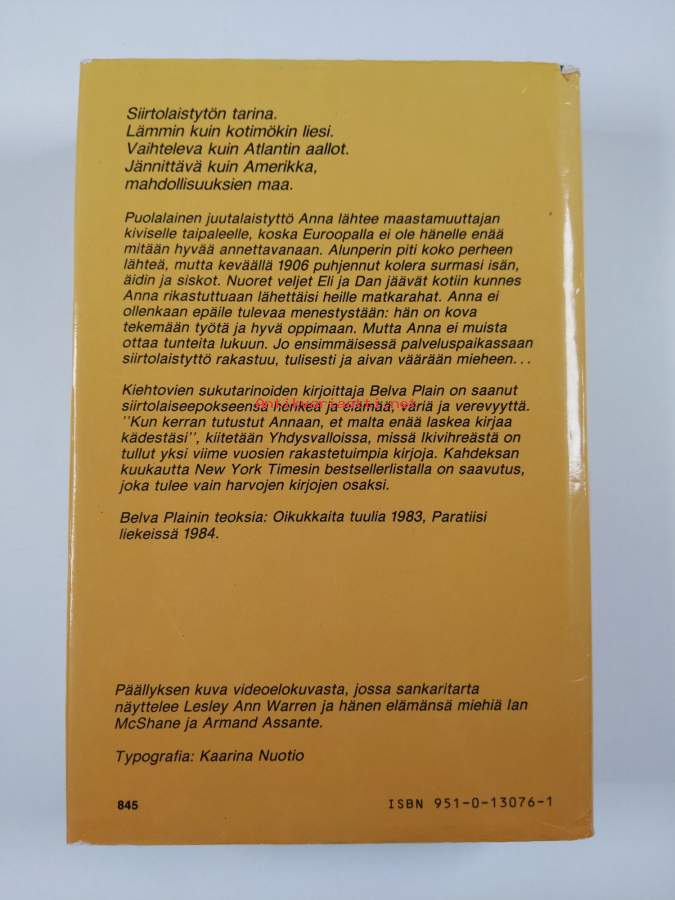 Siirtolaistytön tarina.
Lämmin kuin kotimökin liesi.
Vaihteleva kuin Atlantin aallot.
Jännittävä kuin Amerikka,
mahdollisuuksien maa.
Puolalainen juutalaistyttö Anna lähtee maastamuuttajan
kiviselle taipaleelle, koska Euroopalla ei ole hänelle enää
mitään hyvää annettavanaan. Alunperin piti koko perheen
lähteä, mutta keväällä 1906 puhjennut kolera surmasi isän,
äidin ja siskot. Nuoret veljet Eli ja Dan jäävät kotiin kunnes
Anna rikastuttuaan lähettäisi heille matkarahat. Anna ei
ollenkaan epäile tulevaa menestystään: hän on kova
tekemään työtä ja hyvä oppimaan. Mutta Anna ei muista
ottaa tunteita lukuun. Jo ensimmäisessä palveluspaikassaan
siirtolaistyttö rakastuu, tulisesti ja aivan väärään mieheen...
Kiehtovien sukutarinoiden kirjoittaja Belva Plain on saanut
siirtolaiseepokseensa henkeä ja elämää, väriä ja verevyyttä.
Antikvariaatti.net
''Kun kerran tutustut Annaan, et malta enää laskea kirjaa
kädestäsi'', kiitetään Yhdysvalloissa, missä Ikivihreästä on
tullut yksi viime vuosien rakastetuimpia kirjoja. Kahdeksan
kuukautta New York Timesin bestsellerlistalla on saavutus,
joka tulee vain harvojen kirjojen osaksi.
Belva Plainin teoksia: Oikukkaita tuulia 1983, Paratiisi
liekeissä 1984.
Päällyksen kuva videoelokuvasta, jossa sankaritarta
näyttelee Lesley Ann Warren ja hänen elämänsä miehiä Ian
McShane ja Armand Assante.
Typografia: Kaarina Nuotio
845
ISBN 951-0-13076-1